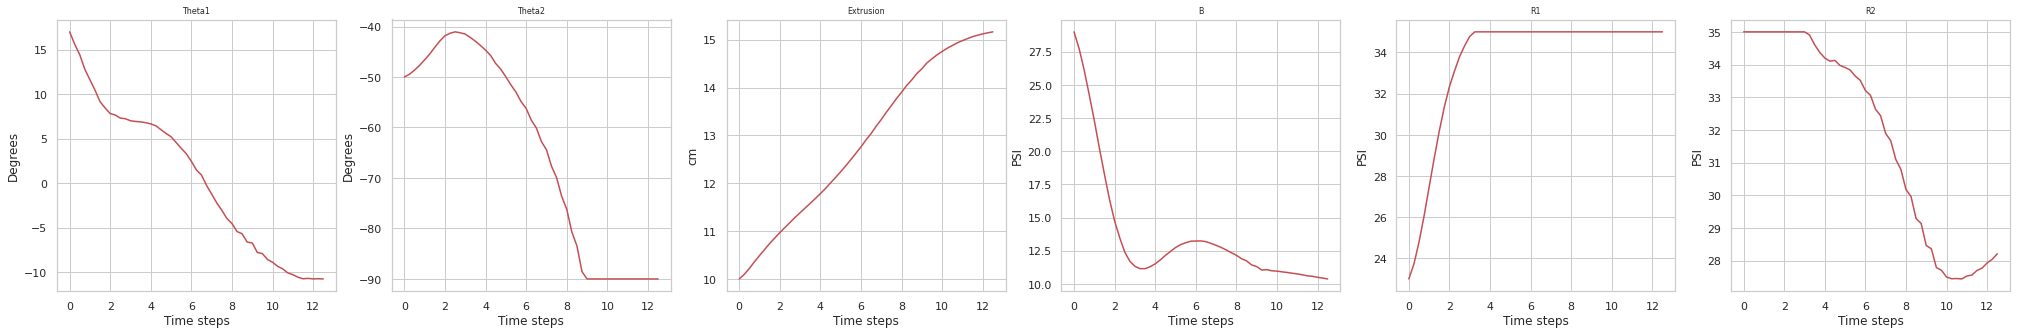 Theta1
Degrees
15
10
5
0
−5
−10
0 2 4 6 8 10 12
Time steps
Theta2
Degrees
−40
−50
−60
−70
−80
−90
0 2 4 6 8 10 12
Time steps
Extrusion
cm
15
14
13
12
11
10
0 2 4 6 8 10 12
Time steps
B
PSI
27.5
25.0
22.5
20.0
17.5
15.0
12.5
10.0
0 2 4 6 8 10 12
Time steps
R1
PSI
34
32
30
28
26
24
0 2 4 6 8 10 12
Time steps
R2
PSI
35
34
33
32
31
30
29
28
0 2 4 6 8 10 12
Time steps